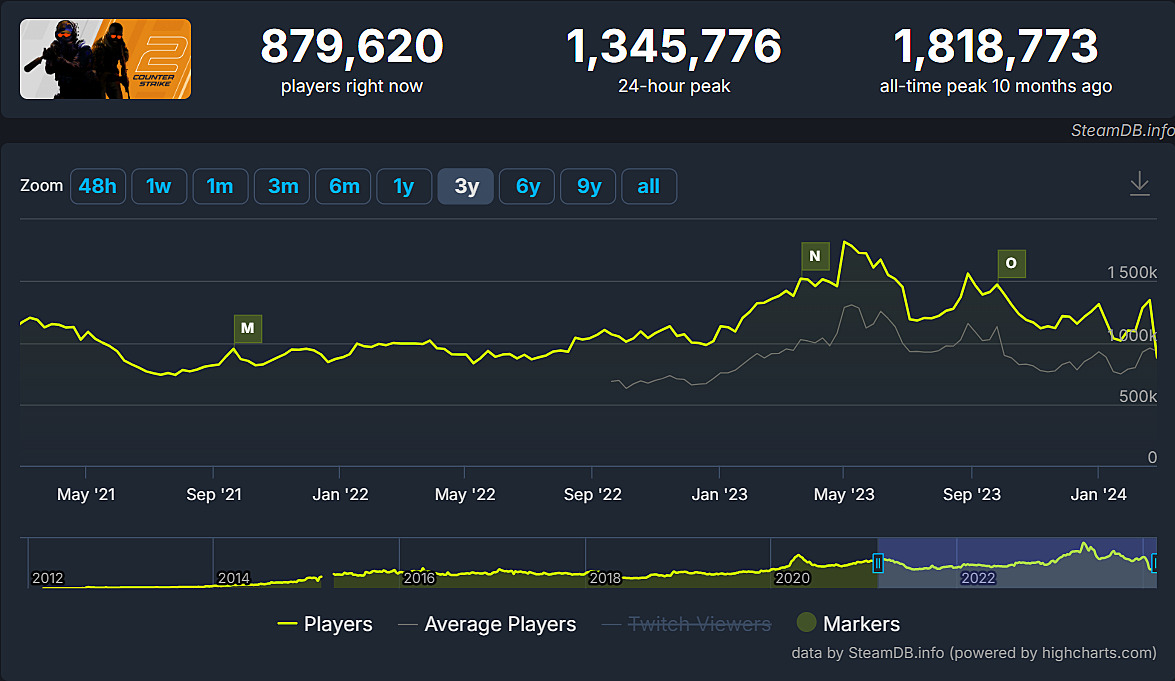 2
COUNTER
STRIKE
879,620
players right now
1,345,776
24-hour peak
1,818,773
all-time peak 10 months ago
SteamDB.info
Zoom 48h 1w 1m 3m 6m 1y 3y 6y 9y all
M
N
O
1 500k
1 000k
500k
0
May '21 Sep '21 Jan '22 May '22 Sep '22 Jan '23 May '23 Sep '23 Jan '24
2012 2014 2016 2018 2020 2022
Players Average Players Twitch Viewers Markers
data by SteamDB.info (powered by highcharts.com)